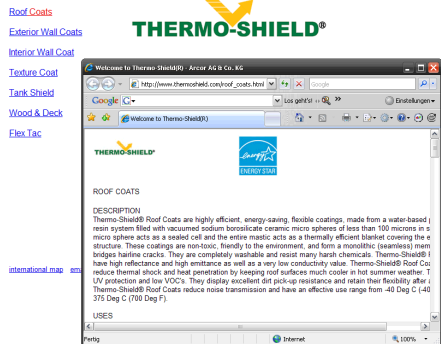 Roof Coats
THERMO-SHIELD®
Exterior Wall Coats
Interior Wall Coat
Texture Coat
Tank Shield
Wood & Deck
Flex Tac
international map
Welcome to Thermo-Shield(R) - Arcor AG & Co. KG
http://www.thermoshield.com/roof_coats.html
Google
Google
G
Los geht's!
Einstellungen
Welcome to Thermo-Shield(R)
THERMO-SHIELD®
energy
ENERGY STAR
ROOF COATS
DESCRIPTION
Thermo-Shield® Roof Coats are highly efficient, energy-saving, flexible coatings, made from a water-based
resin system filled with vacuumed sodium borosilicate ceramic micro spheres of less than 100 microns in s
micro sphere acts as a sealed cell and the entire mastic acts as a thermally efficient blanket covering the e
structure. These coatings are non-toxic, friendly to the environment, and form a monolithic (seamless) mem
bridges hairline cracks. They are completely washable and resist many harsh chemicals. Thermo-Shield®
have high reflectance and high emittance as well as a very low conductivity value. Thermo-Shield® Roof Coa
reduce thermal shock and heat penetration by keeping roof surfaces much cooler in hot summer weather. T
UV protection and low VOC's. They display excellent dirt pick-up resistance and retain their flexibility after
Thermo-Shield® Roof Coats reduce noise transmission and have an effective use range from -40 Deg C (-40
375 Deg C (700 Deg F).
USES
Fertig
Internet
100%